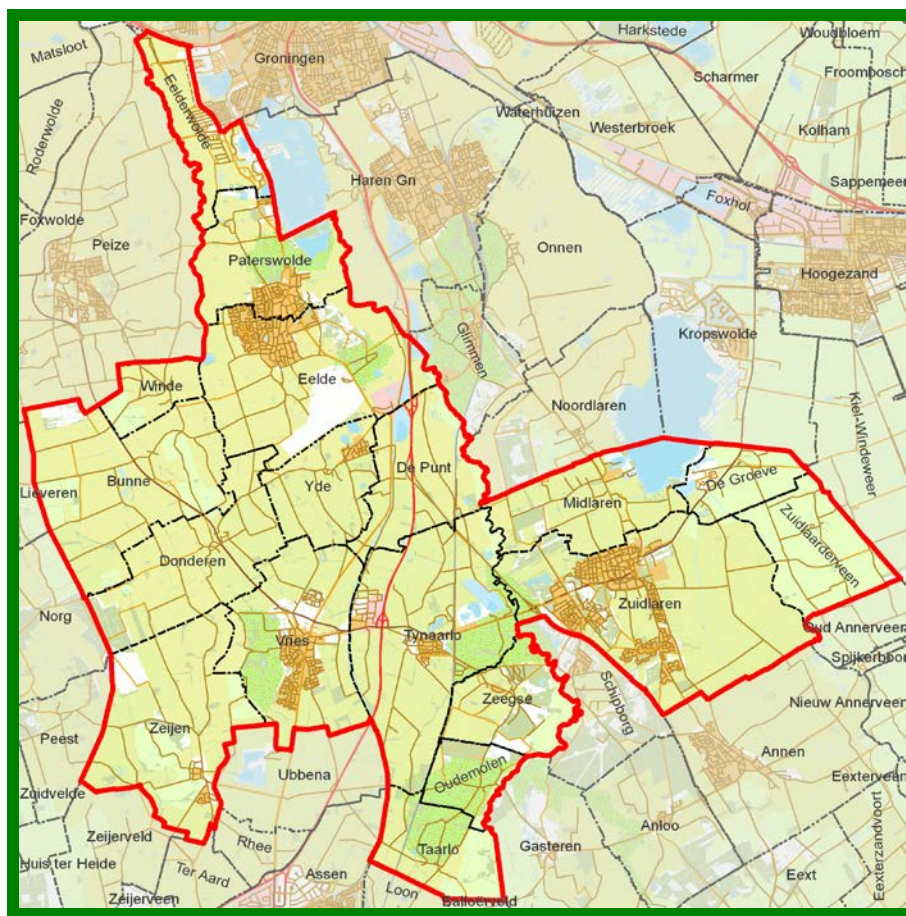 Harkstede
Woudbloem
Matsloot
Groningen
Scharmer
Froombosch
Eelderwolde
Waterhuizen
Westerbroek
Kolham
Roderwolde
Haren Gn
Sappemeer
Foxhol
Foxwolde
Peize
Onnen
Paterswolde
Hoogezand
Glimmen
Kropswolde
Winde
Eelde
Noordlaren
Kiel-Windeweer
De Punt
De Groeve
Bunne
Yde
Lieveren
Midlaren
Zuidlaarderveen
Donderen
Norg
Zuidlaren
Oud Annerveen
Vries
Tynaarlo
Spijkerboor
Schipborg
Zeegse
Nieuw Annerveen
Peest
Zeijen
Annen
Ubbena
Oudemolen
Eexterveen
Zuidvelde
Eexterzandvoort
Zeijerveld
Rhee
Anloo
Taarlo
Gasteren
Huis ter Heide
Ter Aard
Assen
Eext
Loon
Zeijerveen
Balloërveld